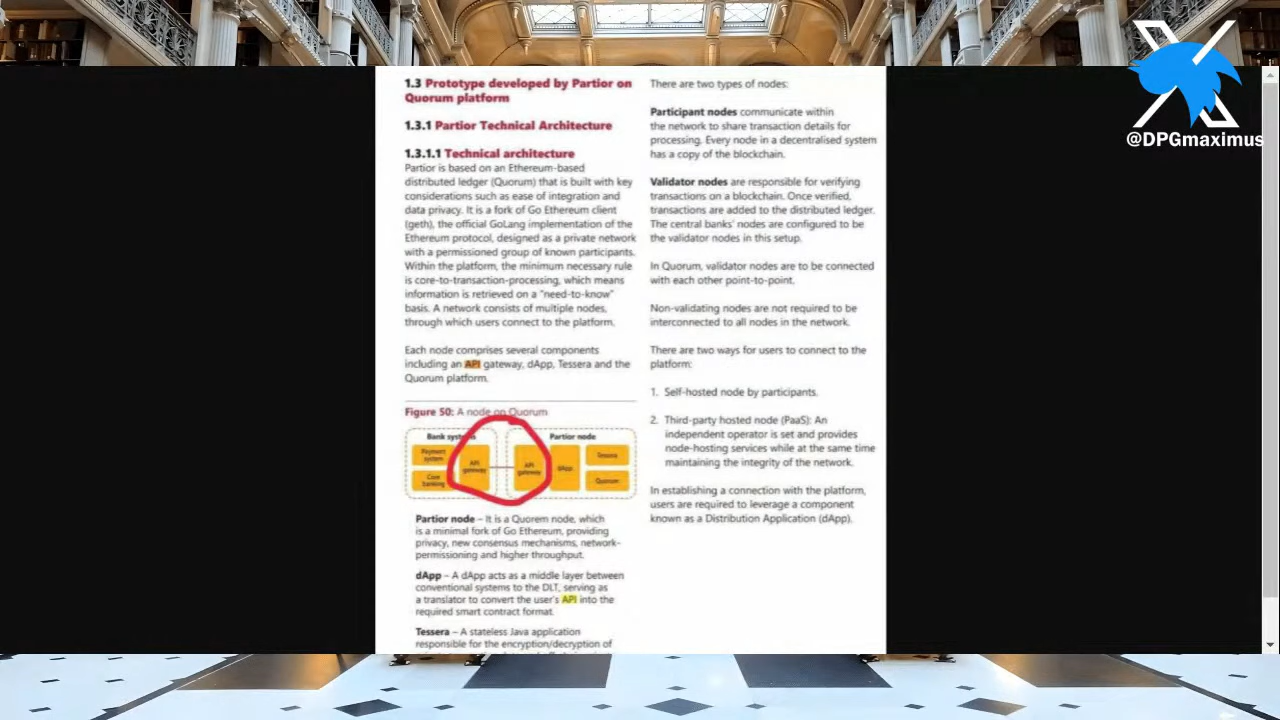 @DPGmaximus
1.3 Prototype developed by Partior on
Quorum platform
1.3.1 Partior Technical Architecture
1.3.1.1 Technical architecture
Partior is based on an Ethereum-based
distributed ledger (Quorum) that is built with key
considerations such as ease of integration and
data privacy. It is a fork of Go Ethereum client
(geth), the official GoLang implementation of the
Ethereum protocol, designed as a private network
with a permissioned group of known participants.
Within the platform, the minimum necessary rule
is core-to-transaction-processing, which means
information is retrieved on a "need-to-know"
basis. A network consists of multiple nodes,
through which users connect to the platform.
Each node comprises several components
including an API gateway, dApp, Tessera and the
Quorum platform.
Figure 50: A node on Quorum
Bank systems
Partior node
Payment
system
Core
banking
API
gateway
API
gateway
dApp
Tessera
Quorum
Partior node – It is a Quorem node, which
is a minimal fork of Go Ethereum, providing
privacy, new consensus mechanisms, network-
permissioning and higher throughput.
dApp – A dApp acts as a middle layer between
conventional systems to the DLT, serving as
a translator to convert the user's API into the
required smart contract format.
Tessera – A stateless Java application
responsible for the encryption/decryption of
There are two types of nodes:
Participant nodes communicate within
the network to share transaction details for
processing. Every node in a decentralised system
has a copy of the blockchain.
Validator nodes are responsible for verifying
transactions on a blockchain. Once verified,
transactions are added to the distributed ledger.
The central banks' nodes are configured to be
the validator nodes in this setup.
In Quorum, validator nodes are to be connected
with each other point-to-point.
Non-validating nodes are not required to be
interconnected to all nodes in the network.
There are two ways for users to connect to the
platform:
1. Self-hosted node by participants.
2. Third-party hosted node (PaaS): An
independent operator is set and provides
node-hosting services while at the same time
maintaining the integrity of the network.
In establishing a connection with the platform,
users are required to leverage a component
known as a Distribution Application (dApp).